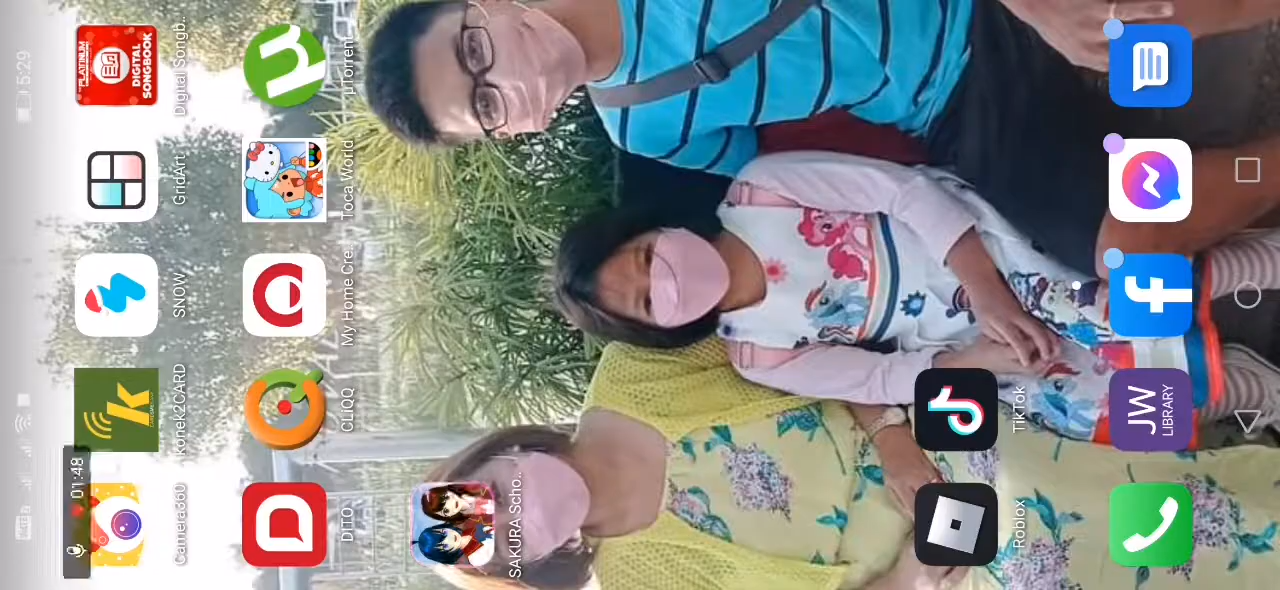 5:29
01:48
k
PLATINUM
DIGITAL
SONGBOOK
Camera360 konek2CARD SNOW GridArt Digital Songb..
DITO CLiQQ My Home Cre.. Toca World µTorrent
SAKURA Scho..
Roblox TikTok
JW
LIBRARY